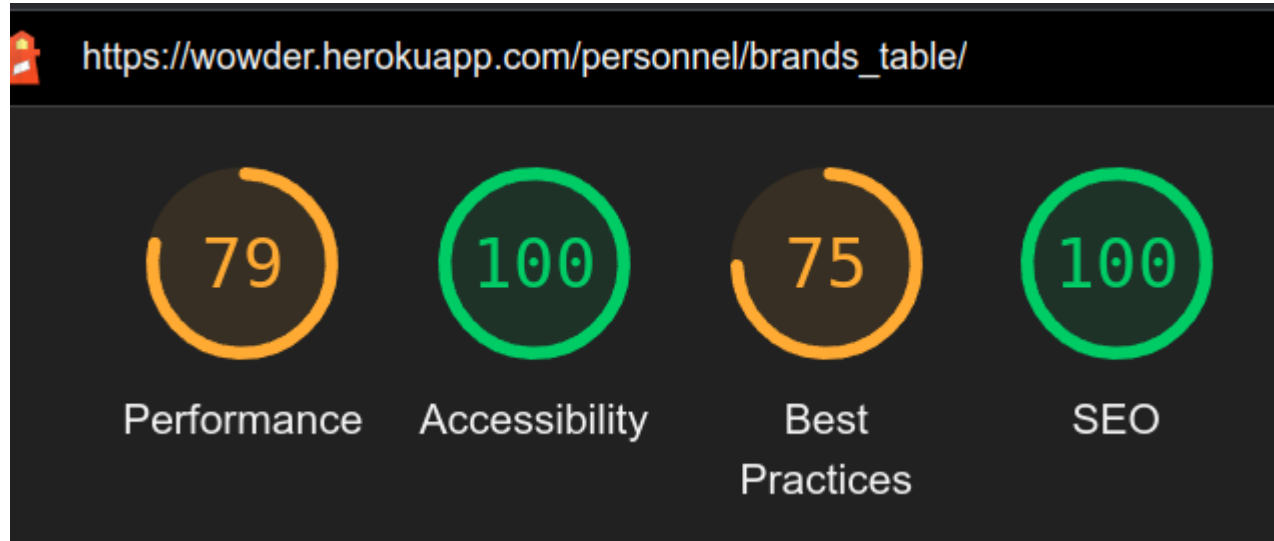 https://wowder.herokuapp.com/personnel/brands_table/
79
100
75
100
Performance
Accessibility
Best
Practices
SEO